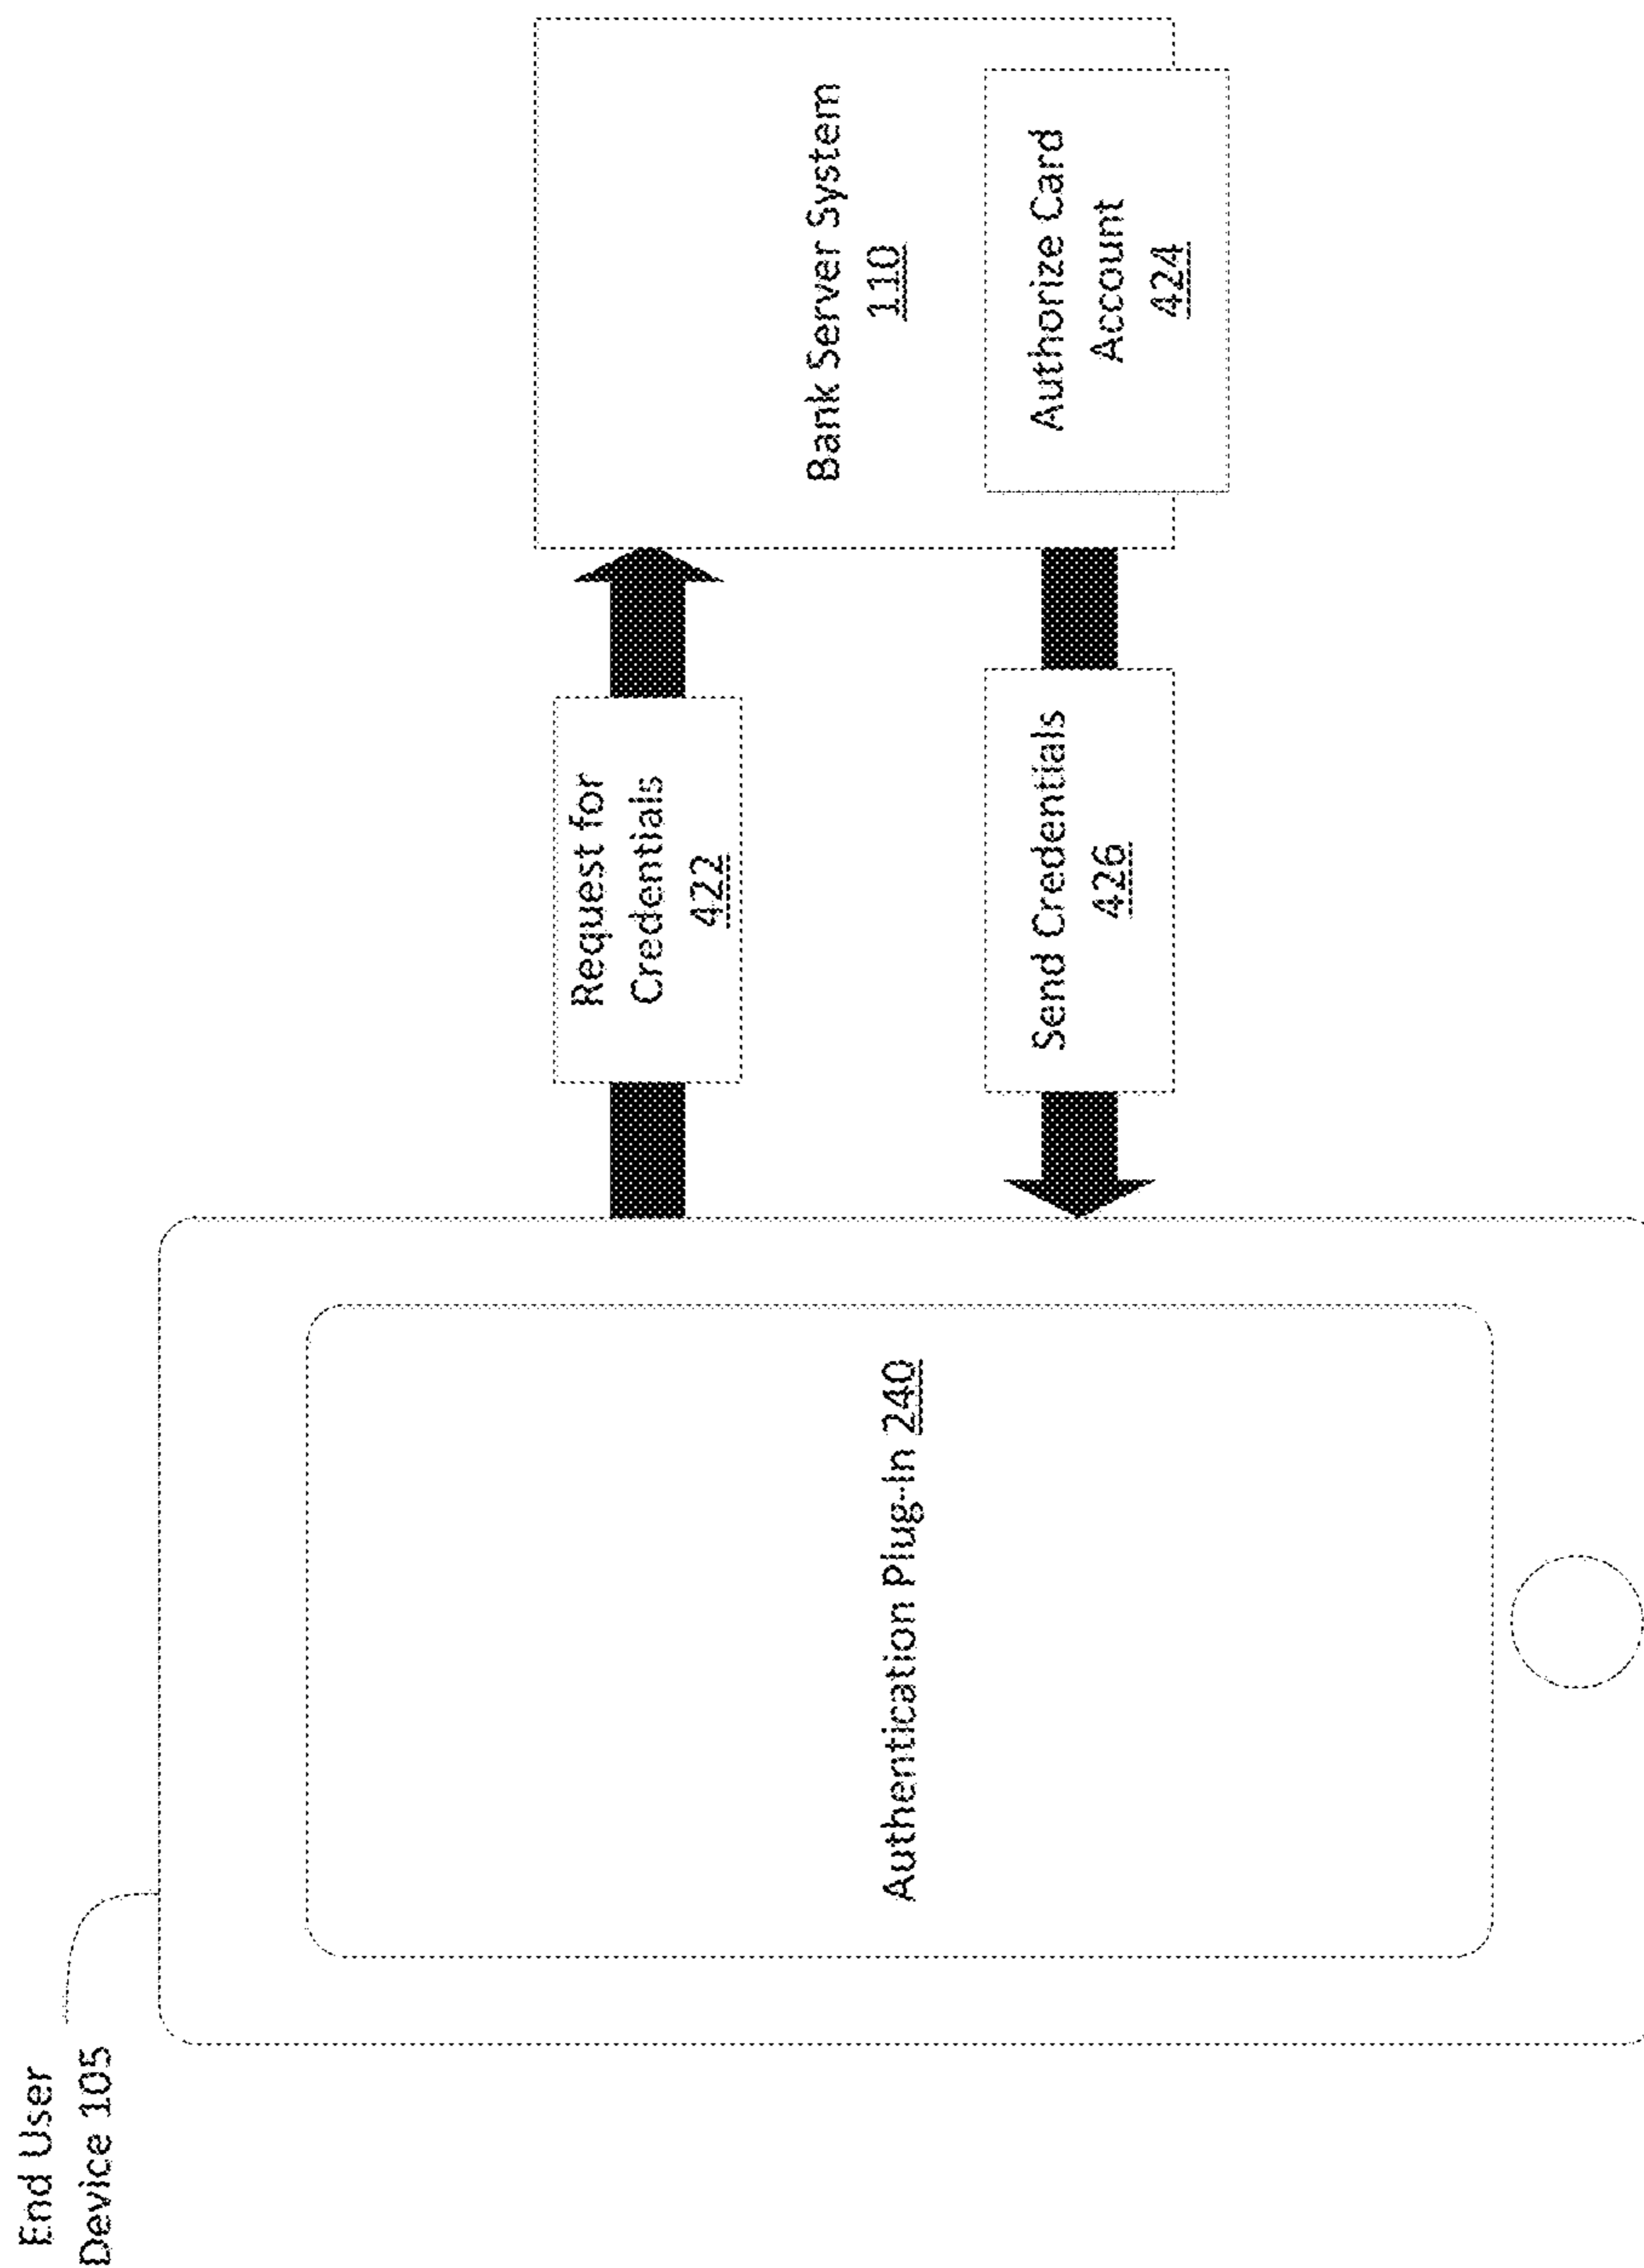 End User
Device 105
Authentication Plug-In 240
Request for
Credentials
422
Send Credentials
426
Bank Server System
110
Authorize Card
Account
424